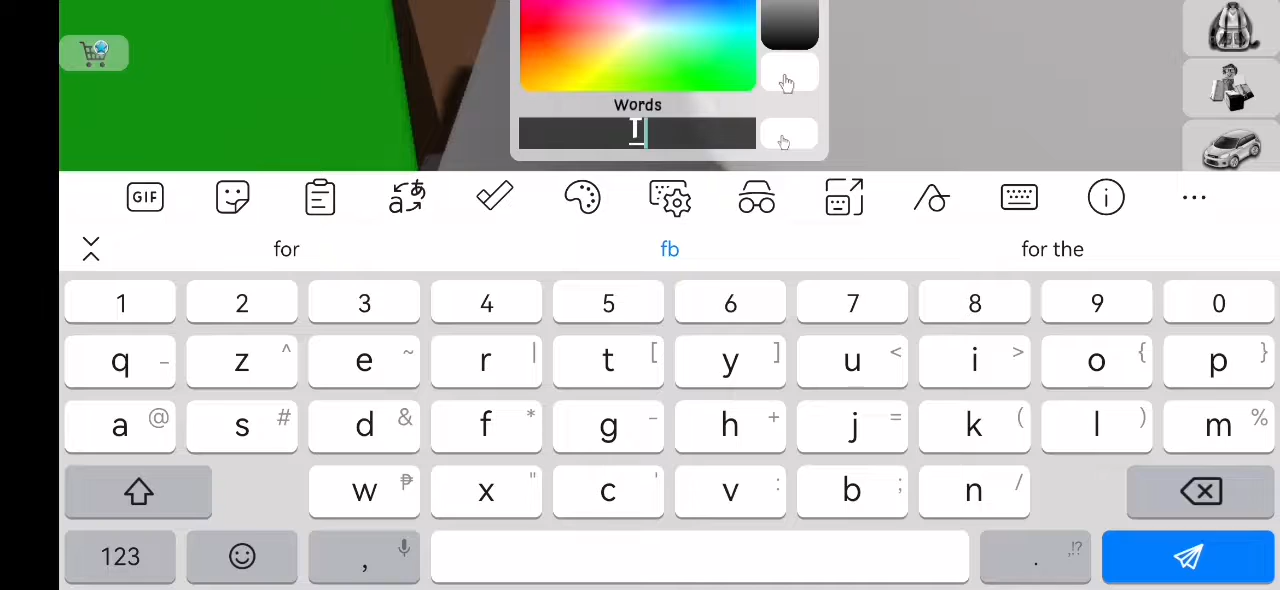 Words
T
GIF
for fb for the
1 2 3 4 5 6 7 8 9 0
q _ z ^ e ~ r | t [ y ] u < i > o { p }
a @ s # d & f * g - h + j = k ( l ) m %
w ₱ x " c ' v : b ; n /
123 , . ,!?